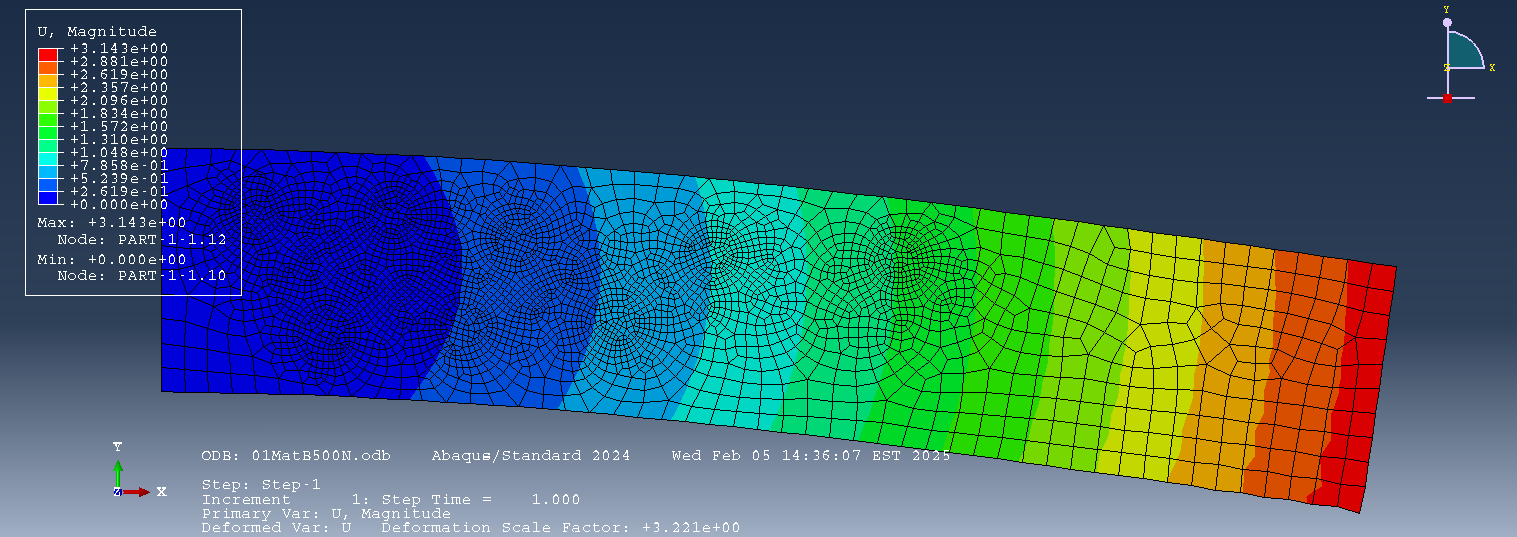 U, Magnitude
+3.143e+00
+2.881e+00
+2.619e+00
+2.357e+00
+2.096e+00
+1.834e+00
+1.572e+00
+1.310e+00
+1.048e+00
+7.858e-01
+5.239e-01
+2.619e-01
+0.000e+00
Max: +3.143e+00
Node: PART-1-1.12
Min: +0.000e+00
Node: PART-1-1.10
Y
Z X
Y
Z X
ODB: 01MatB500N.odb Abaqus/Standard 2024 Wed Feb 05 14:36:07 EST 2025
Step: Step-1
Increment 1: Step Time = 1.000
Primary Var: U, Magnitude
Deformed Var: U Deformation Scale Factor: +3.221e+00